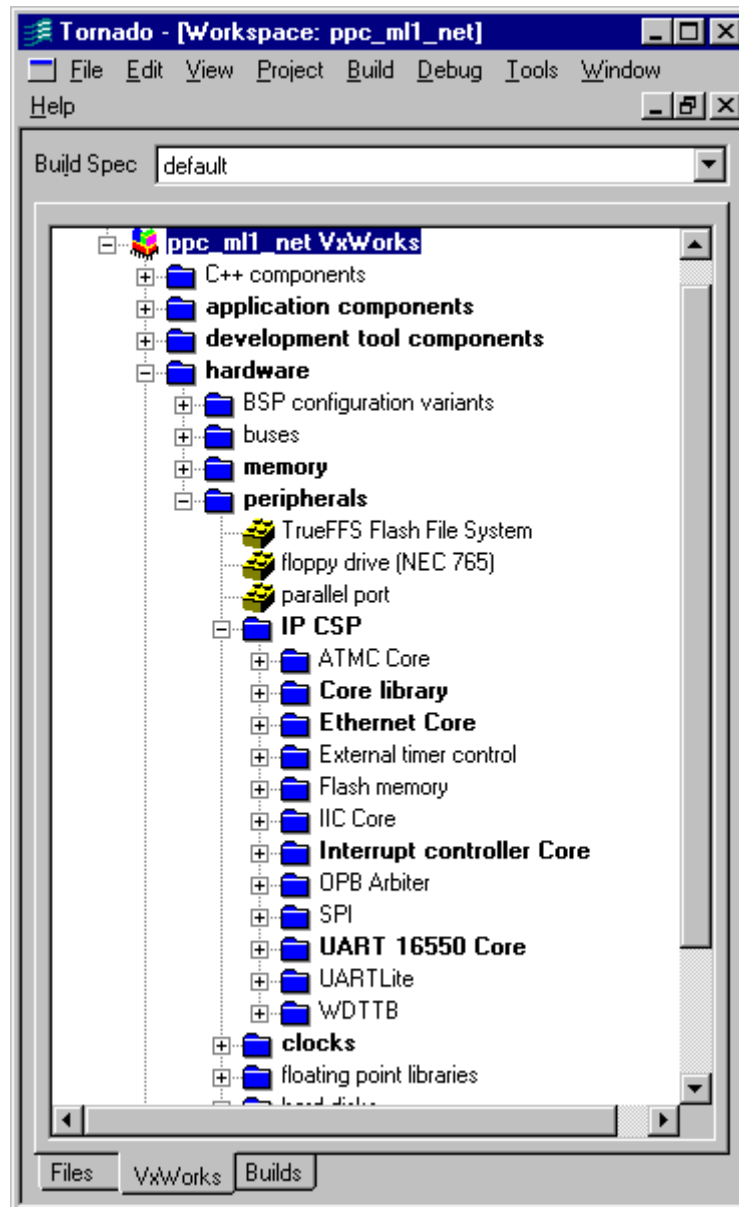 Tornado - [Workspace: ppc_ml1_net]
File Edit View Project Build Debug Tools Window
Help
Build Spec default
ppc_ml1_net VxWorks
C++ components
application components
development tool components
hardware
BSP configuration variants
buses
memory
peripherals
TrueFFS Flash File System
floppy drive (NEC 765)
parallel port
IP CSP
ATMC Core
Core library
Ethernet Core
External timer control
Flash memory
IIC Core
Interrupt controller Core
OPB Arbiter
SPI
UART 16550 Core
UARTLite
WDTTB
clocks
floating point libraries
hard disks
Files VxWorks Builds